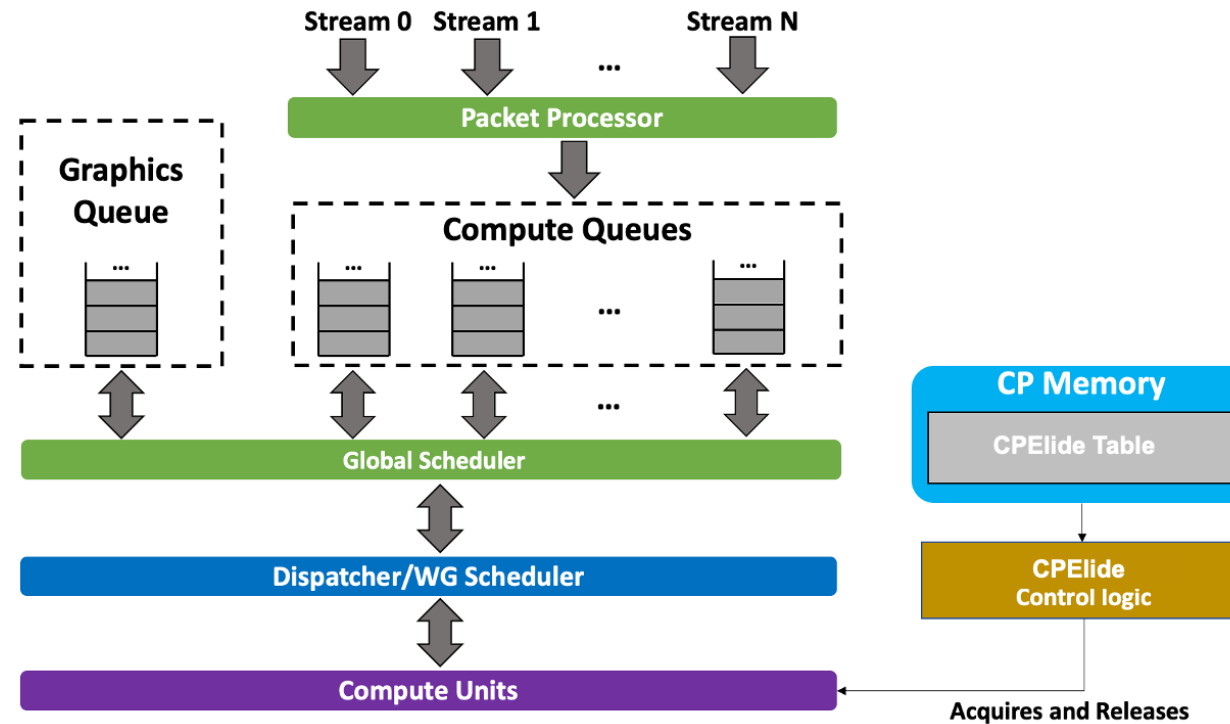 Stream 0 Stream 1 Stream N
...
Packet Processor
Graphics
Queue
Compute Queues
... ... ... ...
...
...
Global Scheduler
CP Memory
CPElide Table
Dispatcher/WG Scheduler
CPElide
Control logic
Compute Units
Acquires and Releases